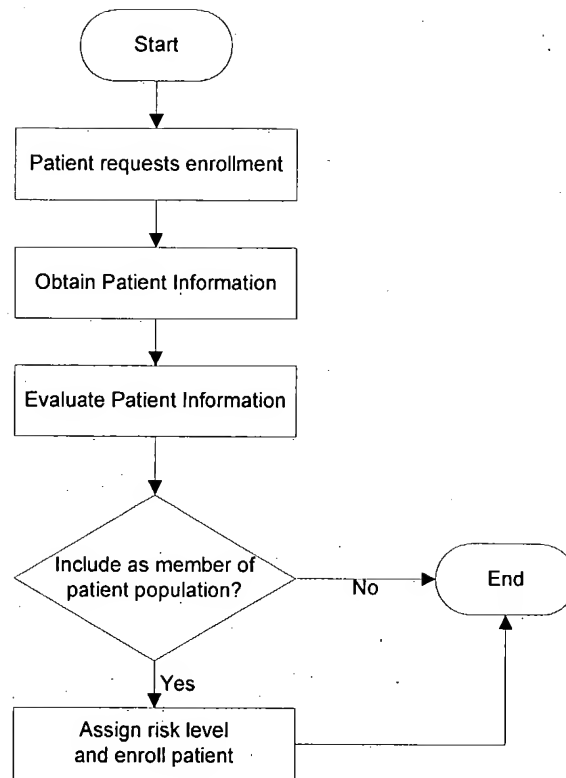 Start
Patient requests enrollment
Obtain Patient Information
Evaluate Patient Information
Include as member of
patient population?
No
End
Yes
Assign risk level
and enroll patient